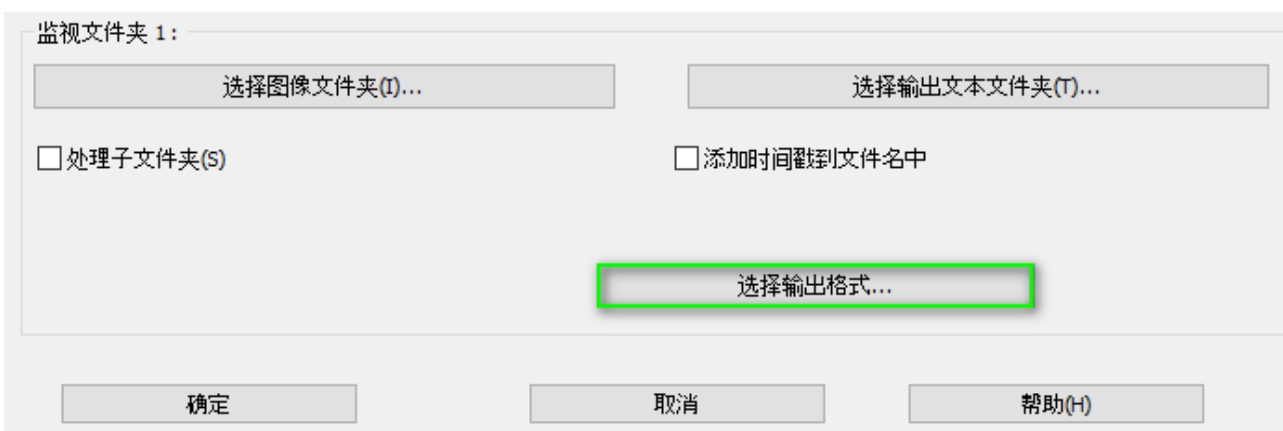 监视文件夹 1:
选择图像文件夹(I)...
选择输出文本文件夹(T)...
处理子文件夹(S)
添加时间戳到文件名中
选择输出格式...
确定
取消
帮助(H)